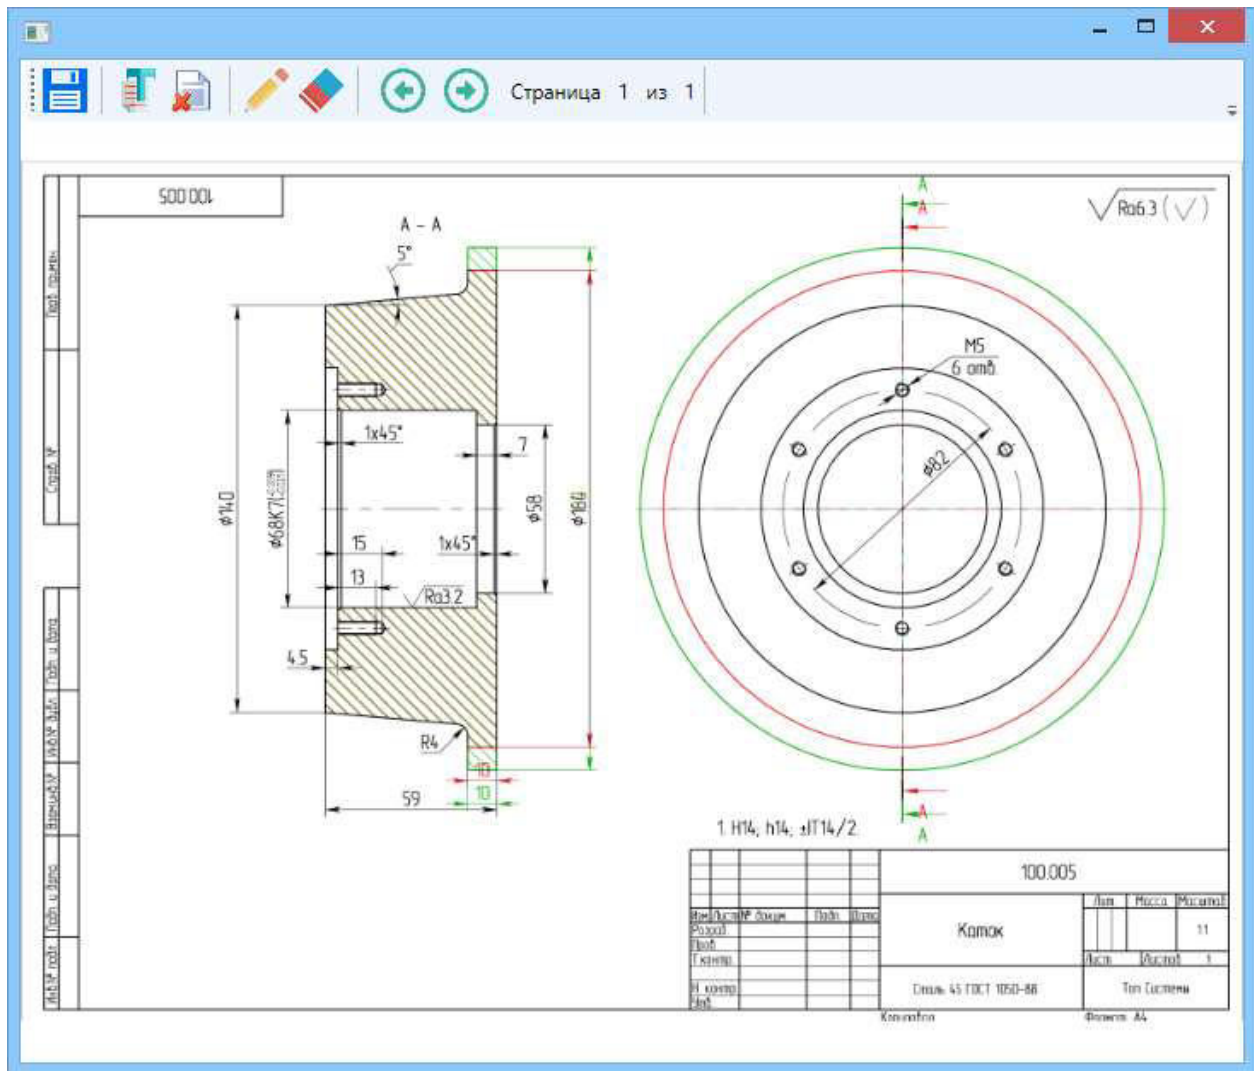 Страница 1 из 1
100.005
Перв. примен.
Справ. №
Подп. и дата
Инв.№ дубл.
Взам.инв.№
Подп. и дата
Инв.№ подл.
А - А
5°
1x45°
7
⌀140
⌀68K7
⌀58
15
1x45°
13
Ra3.2
4.5
R4
10
10
59
А
А
Ra6.3 (√)
M5
6 отв.
⌀82
А
А
1. H14; h14; ±IT14/2.
100.005
Изм. Лист № докум. Подп. Дата
Разраб.
Пров.
Т.контр.
Н. контр.
Утв.
Каток
Лит. Масса Масштаб
1:1
Лист Листов 1
Сталь 45 ГОСТ 1050-88
Топ Системы
Копировал
Формат А4